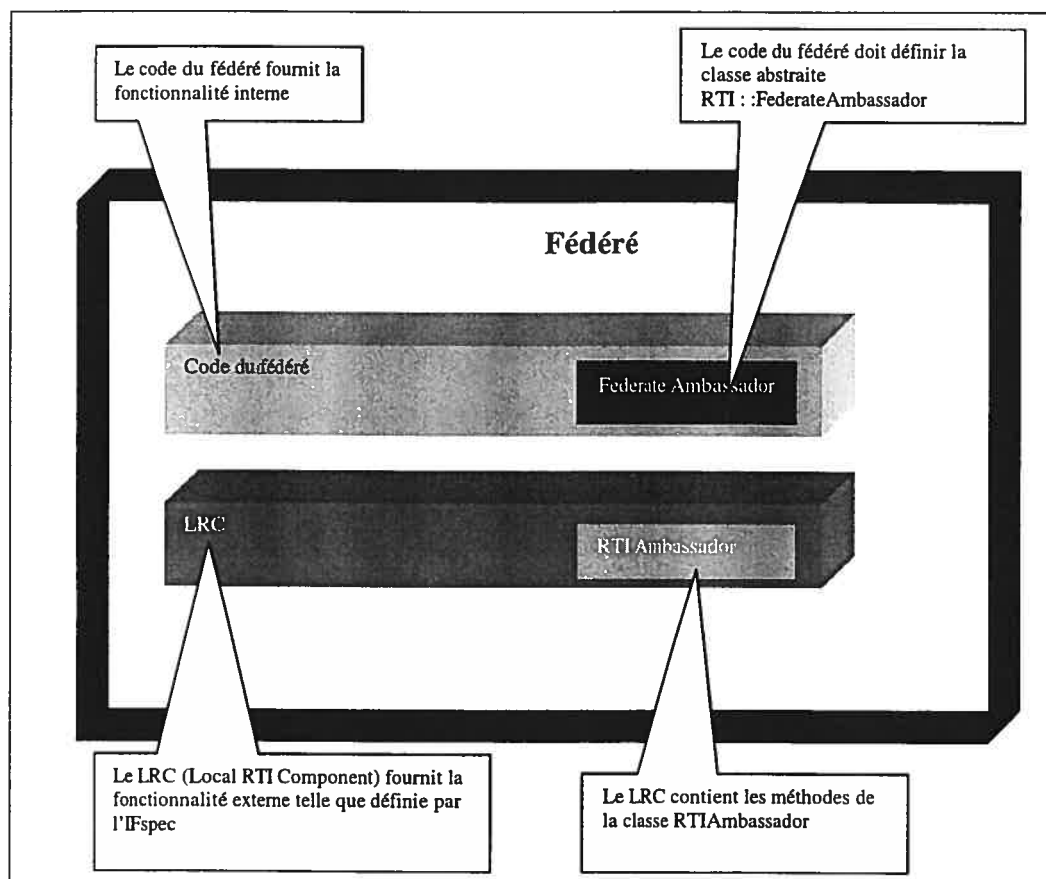 Le code du fédéré fournit la
fonctionnalité interne
Le code du fédéré doit définir la
classe abstraite
RTI : :FederateAmbassador
Fédéré
Code du fédéré
Federate Ambassador
LRC
RTI Ambassador
Le LRC (Local RTI Component) fournit la
fonctionnalité externe telle que définie par
l'IFspec
Le LRC contient les méthodes de
la classe RTIAmbassador